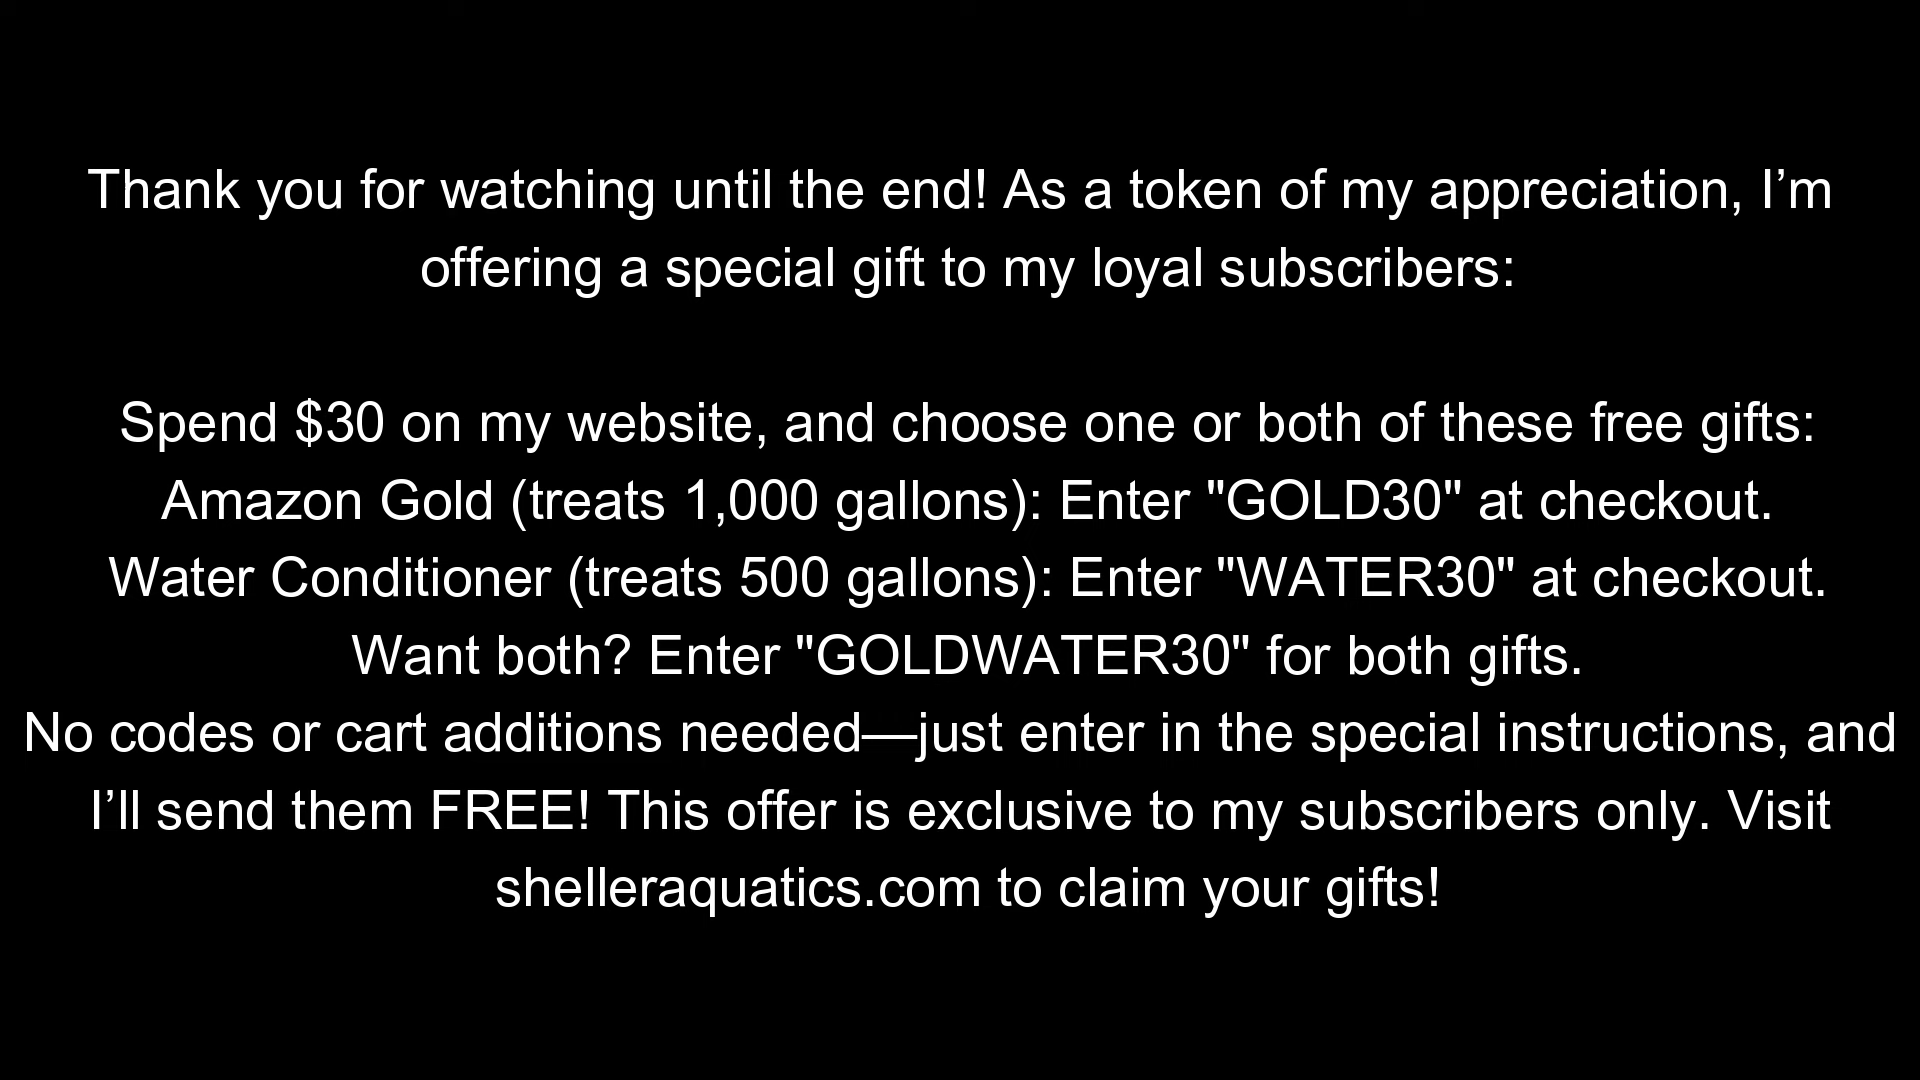 Thank you for watching until the end! As a token of my appreciation, I’m
offering a special gift to my loyal subscribers:
Spend $30 on my website, and choose one or both of these free gifts:
Amazon Gold (treats 1,000 gallons): Enter "GOLD30" at checkout.
Water Conditioner (treats 500 gallons): Enter "WATER30" at checkout.
Want both? Enter "GOLDWATER30" for both gifts.
No codes or cart additions needed—just enter in the special instructions, and
I’ll send them FREE! This offer is exclusive to my subscribers only. Visit
shelleraquatics.com to claim your gifts!